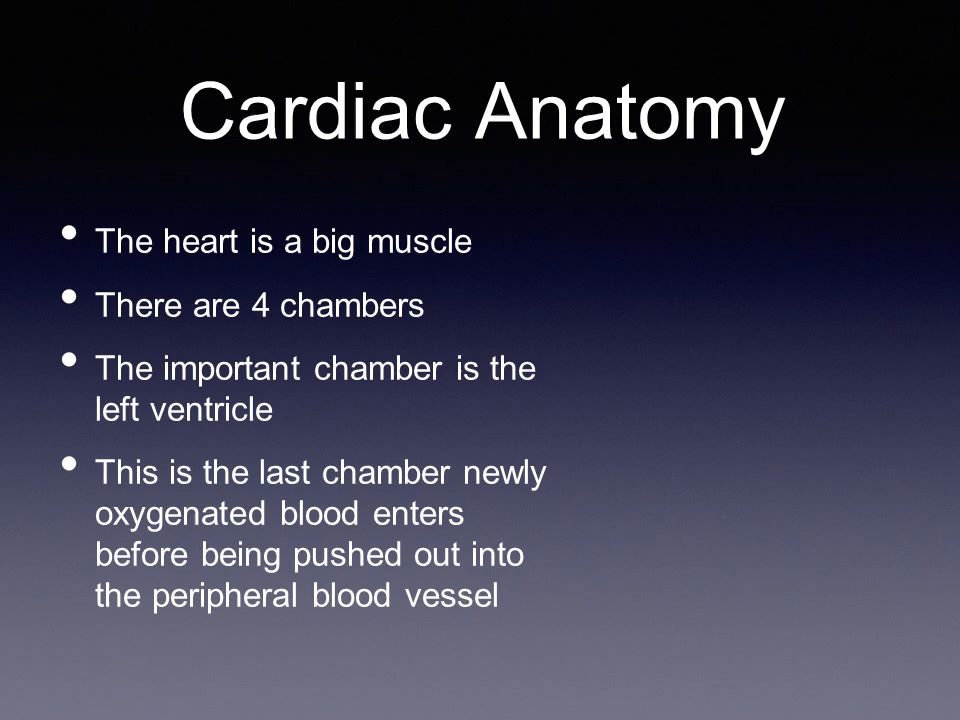 Cardiac Anatomy
• The heart is a big muscle
• There are 4 chambers
• The important chamber is the
left ventricle
• This is the last chamber newly
oxygenated blood enters
before being pushed out into
the peripheral blood vessel